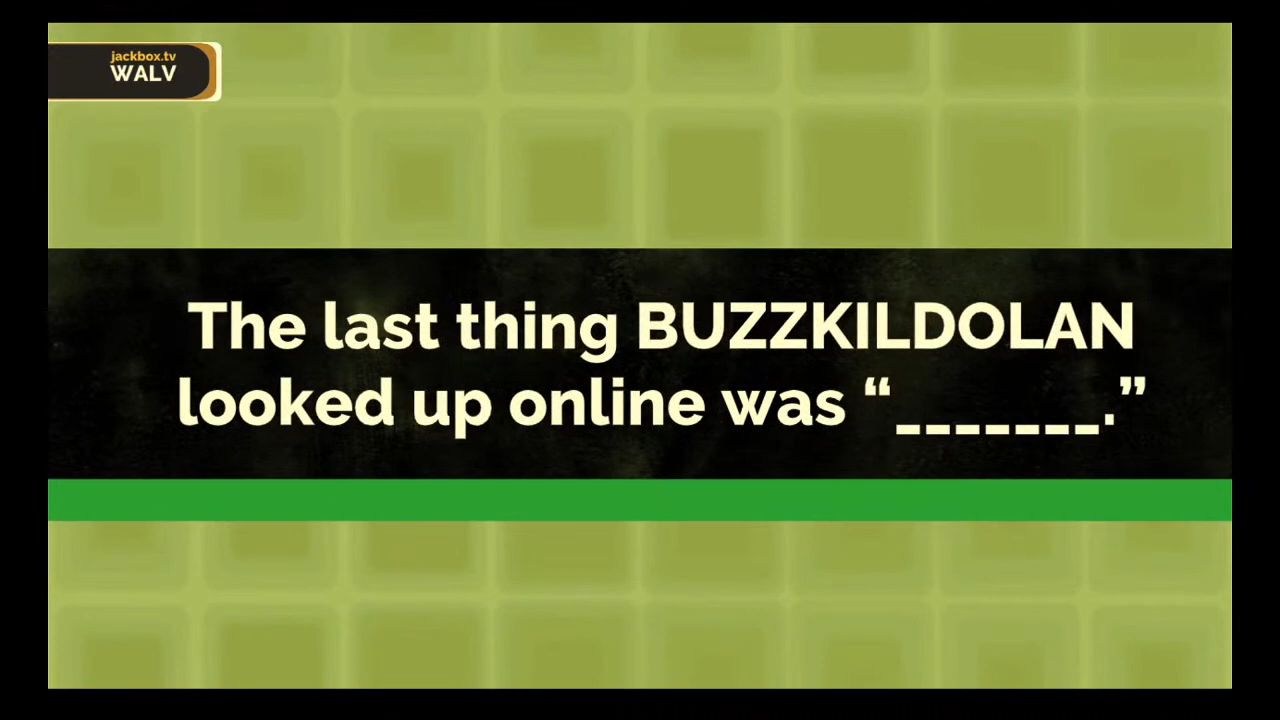 jackbox.tv
WALV
The last thing BUZZKILDOLAN
looked up online was “_______.”